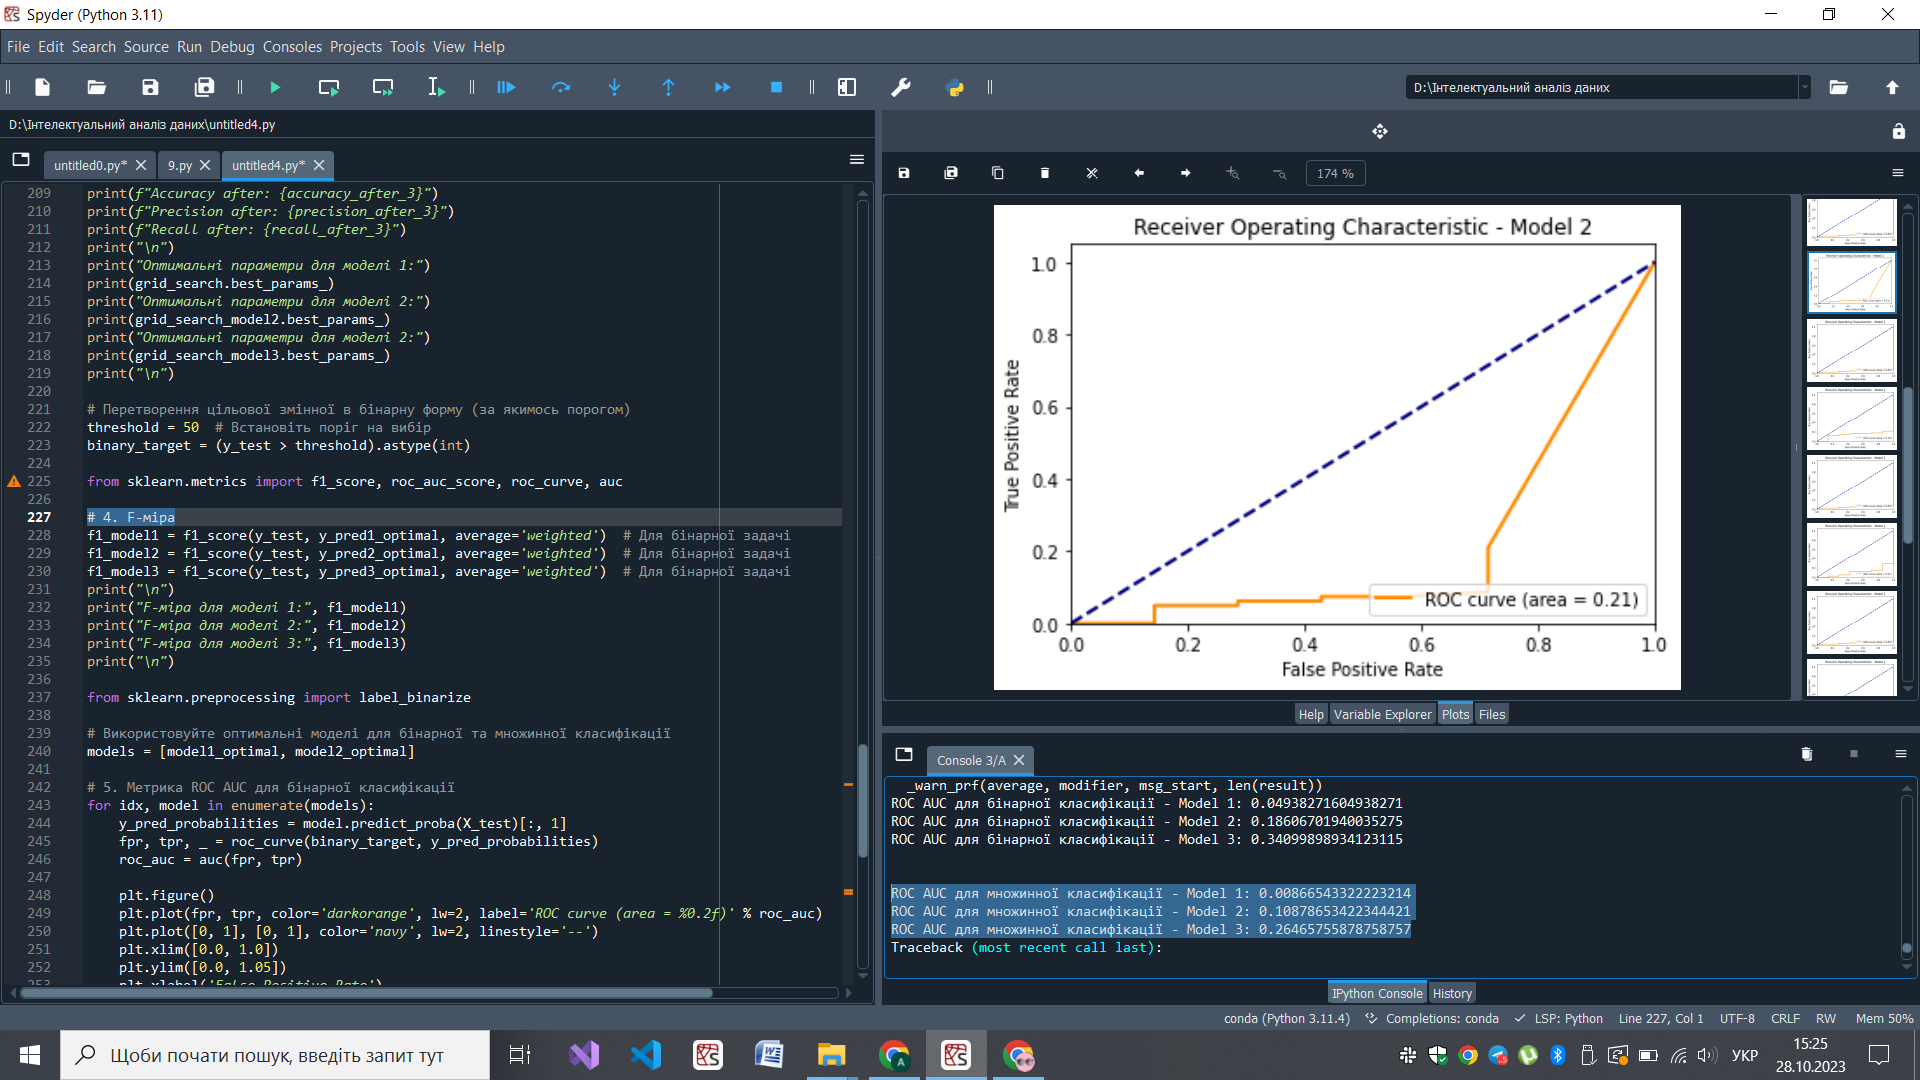 Spyder (Python 3.11)
File Edit Search Source Run Debug Consoles Projects Tools View Help
D:\Інтелектуальний аналіз даних
D:\Інтелектуальний аналіз даних\untitled4.py
untitled0.py* 9.py untitled4.py*
209 print(f"Accuracy after: {accuracy_after_3}")
210 print(f"Precision after: {precision_after_3}")
211 print(f"Recall after: {recall_after_3}")
212 print("\n")
213 print("Оптимальні параметри для моделі 1:")
214 print(grid_search.best_params_)
215 print("Оптимальні параметри для моделі 2:")
216 print(grid_search_model2.best_params_)
217 print("Оптимальні параметри для моделі 2:")
218 print(grid_search_model3.best_params_)
219 print("\n")
220
221 # Перетворення цільової змінної в бінарну форму (за якимось порогом)
222 threshold = 50 # Встановіть поріг на вибір
223 binary_target = (y_test > threshold).astype(int)
224
225 from sklearn.metrics import f1_score, roc_auc_score, roc_curve, auc
226
227 # 4. F-міра
228 f1_model1 = f1_score(y_test, y_pred1_optimal, average='weighted') # Для бінарної задачі
229 f1_model2 = f1_score(y_test, y_pred2_optimal, average='weighted') # Для бінарної задачі
230 f1_model3 = f1_score(y_test, y_pred3_optimal, average='weighted') # Для бінарної задачі
231 print("\n")
232 print("F-міра для моделі 1:", f1_model1)
233 print("F-міра для моделі 2:", f1_model2)
234 print("F-міра для моделі 3:", f1_model3)
235 print("\n")
236
237 from sklearn.preprocessing import label_binarize
238
239 # Використовуйте оптимальні моделі для бінарної та множинної класифікації
240 models = [model1_optimal, model2_optimal]
241
242 # 5. Метрика ROC AUC для бінарної класифікації
243 for idx, model in enumerate(models):
244 y_pred_probabilities = model.predict_proba(X_test)[:, 1]
245 fpr, tpr, _ = roc_curve(binary_target, y_pred_probabilities)
246 roc_auc = auc(fpr, tpr)
247
248 plt.figure()
249 plt.plot(fpr, tpr, color='darkorange', lw=2, label='ROC curve (area = %0.2f)' % roc_auc)
250 plt.plot([0, 1], [0, 1], color='navy', lw=2, linestyle='--')
251 plt.xlim([0.0, 1.0])
252 plt.ylim([0.0, 1.05])
253 plt.xlabel('False Positive Rate')
174 %
Receiver Operating Characteristic - Model 2
True Positive Rate
1.0
0.8
0.6
0.4
0.2
0.0
ROC curve (area = 0.21)
0.0 0.2 0.4 0.6 0.8 1.0
False Positive Rate
Help Variable Explorer Plots Files
Console 3/A
_warn_prf(average, modifier, msg_start, len(result))
ROC AUC для бінарної класифікації - Model 1: 0.04938271604938271
ROC AUC для бінарної класифікації - Model 2: 0.18606701940035275
ROC AUC для бінарної класифікації - Model 3: 0.34099898934123115
ROC AUC для множинної класифікації - Model 1: 0.00866543322223214
ROC AUC для множинної класифікації - Model 2: 0.10878653422344421
ROC AUC для множинної класифікації - Model 3: 0.26465755878758757
Traceback (most recent call last):
IPython Console History
conda (Python 3.11.4) Completions: conda LSP: Python Line 227, Col 1 UTF-8 CRLF RW Mem 50%
Щоби почати пошук, введіть запит тут
УКР
15:25
28.10.2023